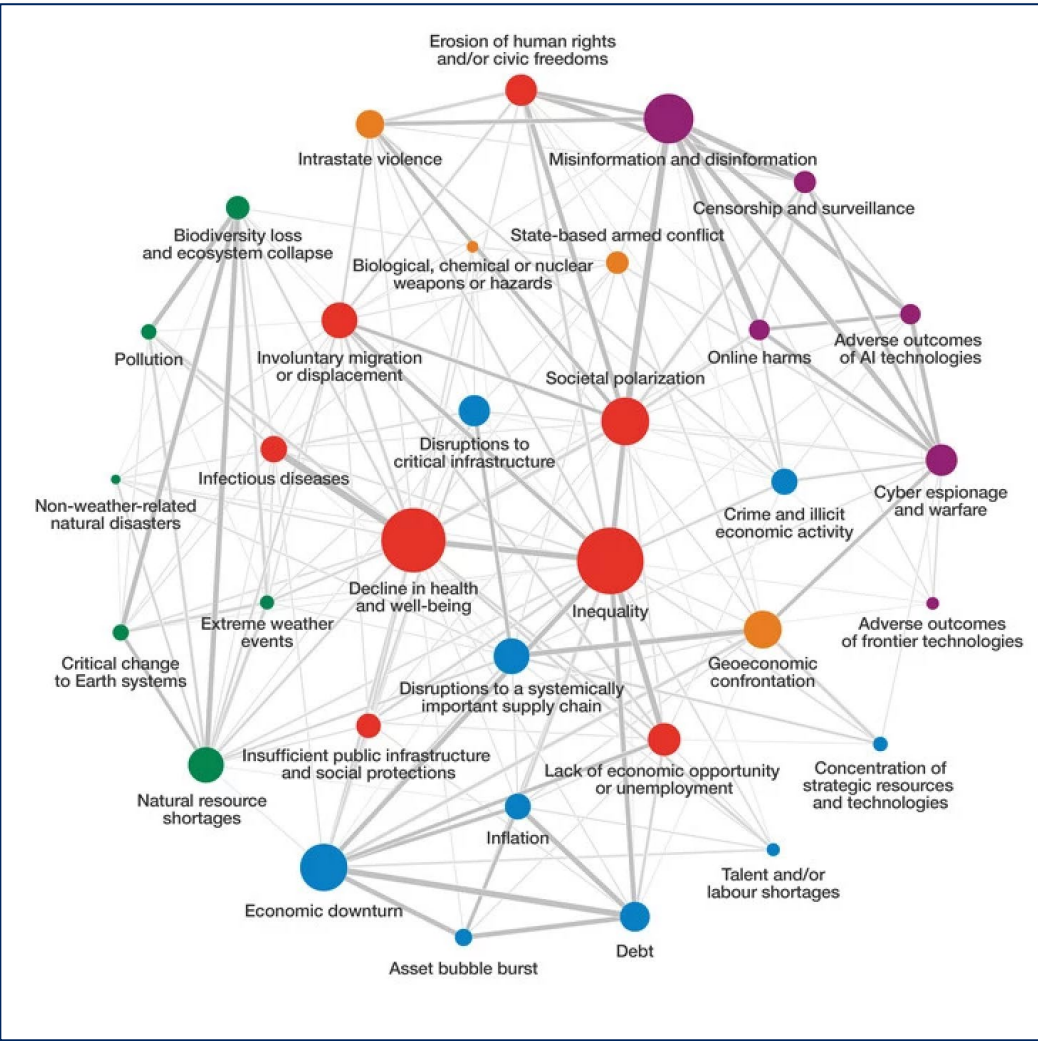 Erosion of human rights
and/or civic freedoms
Intrastate violence
Misinformation and disinformation
Censorship and surveillance
Biodiversity loss
and ecosystem collapse
State-based armed conflict
Biological, chemical or nuclear
weapons or hazards
Pollution
Involuntary migration
or displacement
Online harms
Adverse outcomes
of AI technologies
Societal polarization
Disruptions to
critical infrastructure
Infectious diseases
Non-weather-related
natural disasters
Crime and illicit
economic activity
Cyber espionage
and warfare
Decline in health
and well-being
Inequality
Extreme weather
events
Adverse outcomes
of frontier technologies
Critical change
to Earth systems
Geoeconomic
confrontation
Disruptions to a systemically
important supply chain
Insufficient public infrastructure
and social protections
Lack of economic opportunity
or unemployment
Concentration of
strategic resources
and technologies
Natural resource
shortages
Inflation
Talent and/or
labour shortages
Economic downturn
Debt
Asset bubble burst